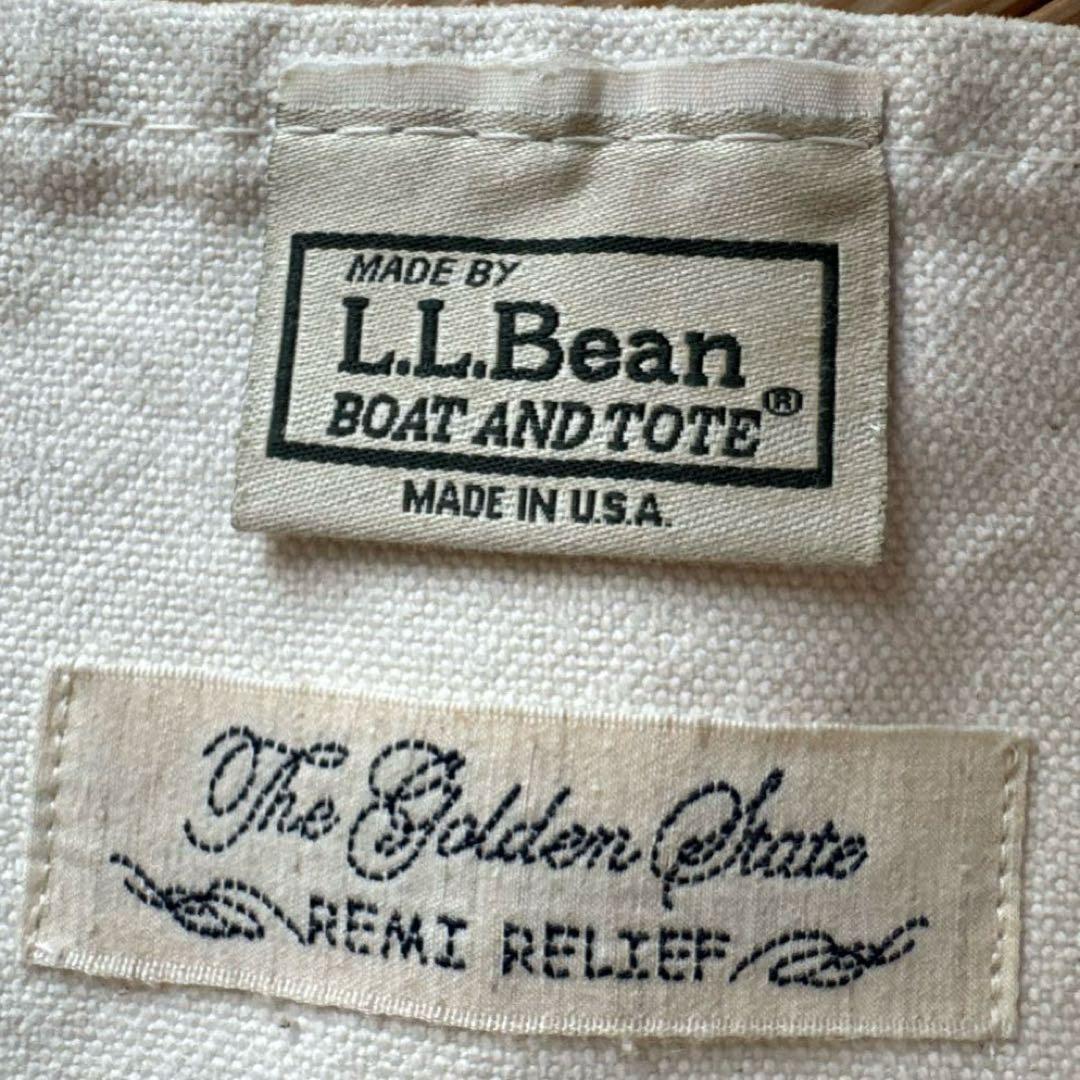 MADE BY
L.L.Bean
BOAT AND TOTE®
MADE IN U.S.A.
The Golden State
REMI RELIEF